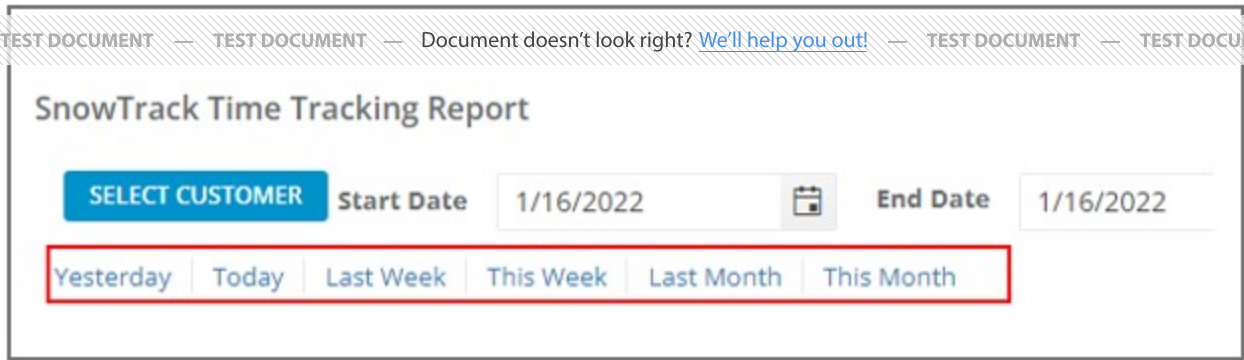 TEST DOCUMENT — TEST DOCUMENT — Document doesn’t look right? We’ll help you out! — TEST DOCUMENT — TEST DOCU
SnowTrack Time Tracking Report
SELECT CUSTOMER Start Date 1/16/2022 End Date 1/16/2022
Yesterday Today Last Week This Week Last Month This Month